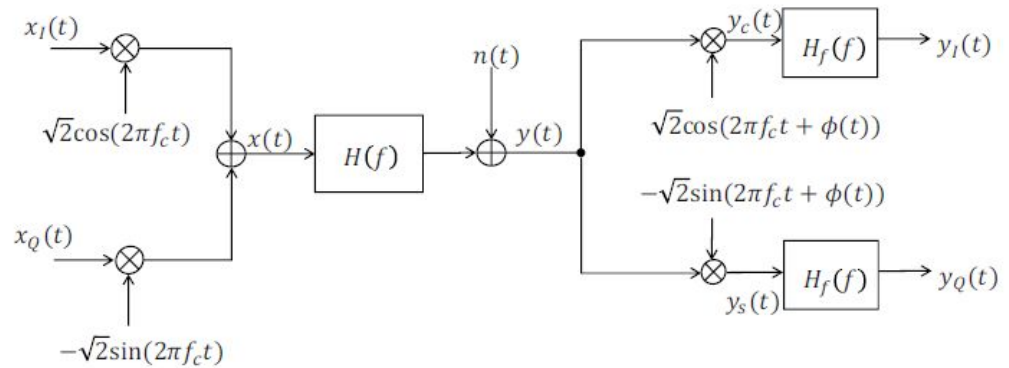 x_I(t)
√2cos(2πf_ct)
x(t)
H(f)
n(t)
y(t)
y_c(t)
H_f(f)
y_I(t)
√2cos(2πf_ct + ϕ(t))
x_Q(t)
−√2sin(2πf_ct)
−√2sin(2πf_ct + ϕ(t))
y_s(t)
H_f(f)
y_Q(t)